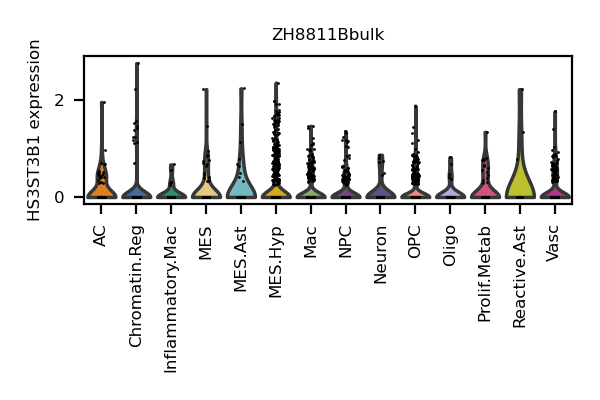 ZH8811Bbulk
HS3ST3B1 expression
2
0
AC
Chromatin.Reg
Inflammatory.Mac
MES
MES.Ast
MES.Hyp
Mac
NPC
Neuron
OPC
Oligo
Prolif.Metab
Reactive.Ast
Vasc